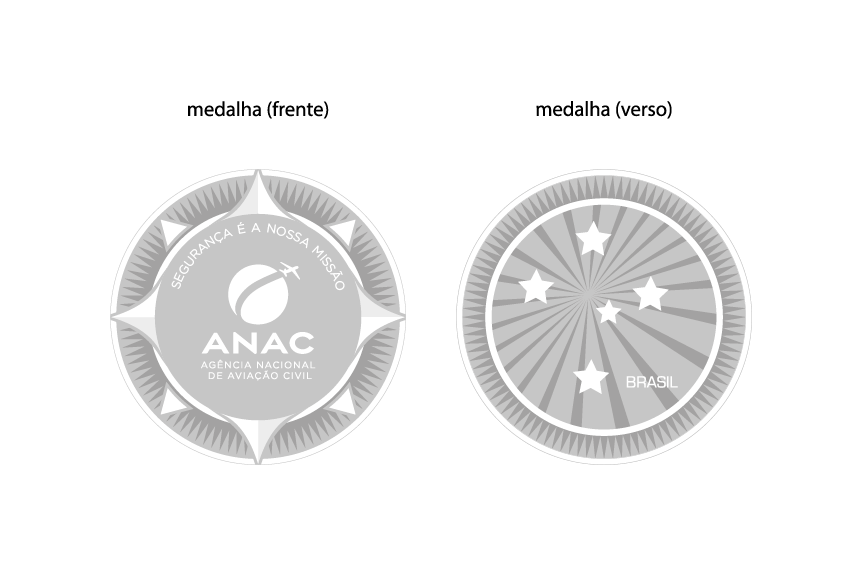 medalha (frente)
medalha (verso)
SEGURANÇA É A NOSSA MISSÃO
ANAC
AGÊNCIA NACIONAL
DE AVIAÇÃO CIVIL
BRASIL